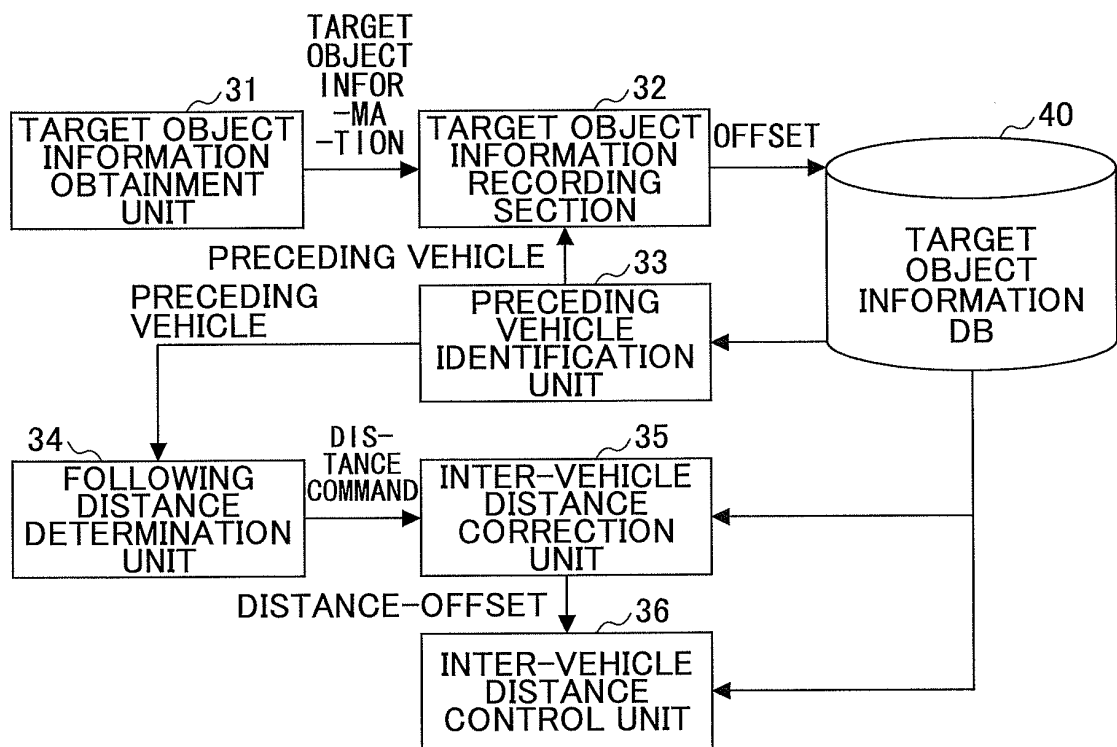 TARGET
OBJECT
INFOR
-MA
-TION
31
TARGET OBJECT
INFORMATION
OBTAINMENT
UNIT
32
TARGET OBJECT
INFORMATION
RECORDING
SECTION
OFFSET
40
TARGET
OBJECT
INFORMATION
DB
PRECEDING VEHICLE
33
PRECEDING
VEHICLE
IDENTIFICATION
UNIT
PRECEDING
VEHICLE
34
FOLLOWING
DISTANCE
DETERMINATION
UNIT
DIS-
TANCE
COMMAND
35
INTER-VEHICLE
DISTANCE
CORRECTION
UNIT
DISTANCE-OFFSET
36
INTER-VEHICLE
DISTANCE
CONTROL UNIT